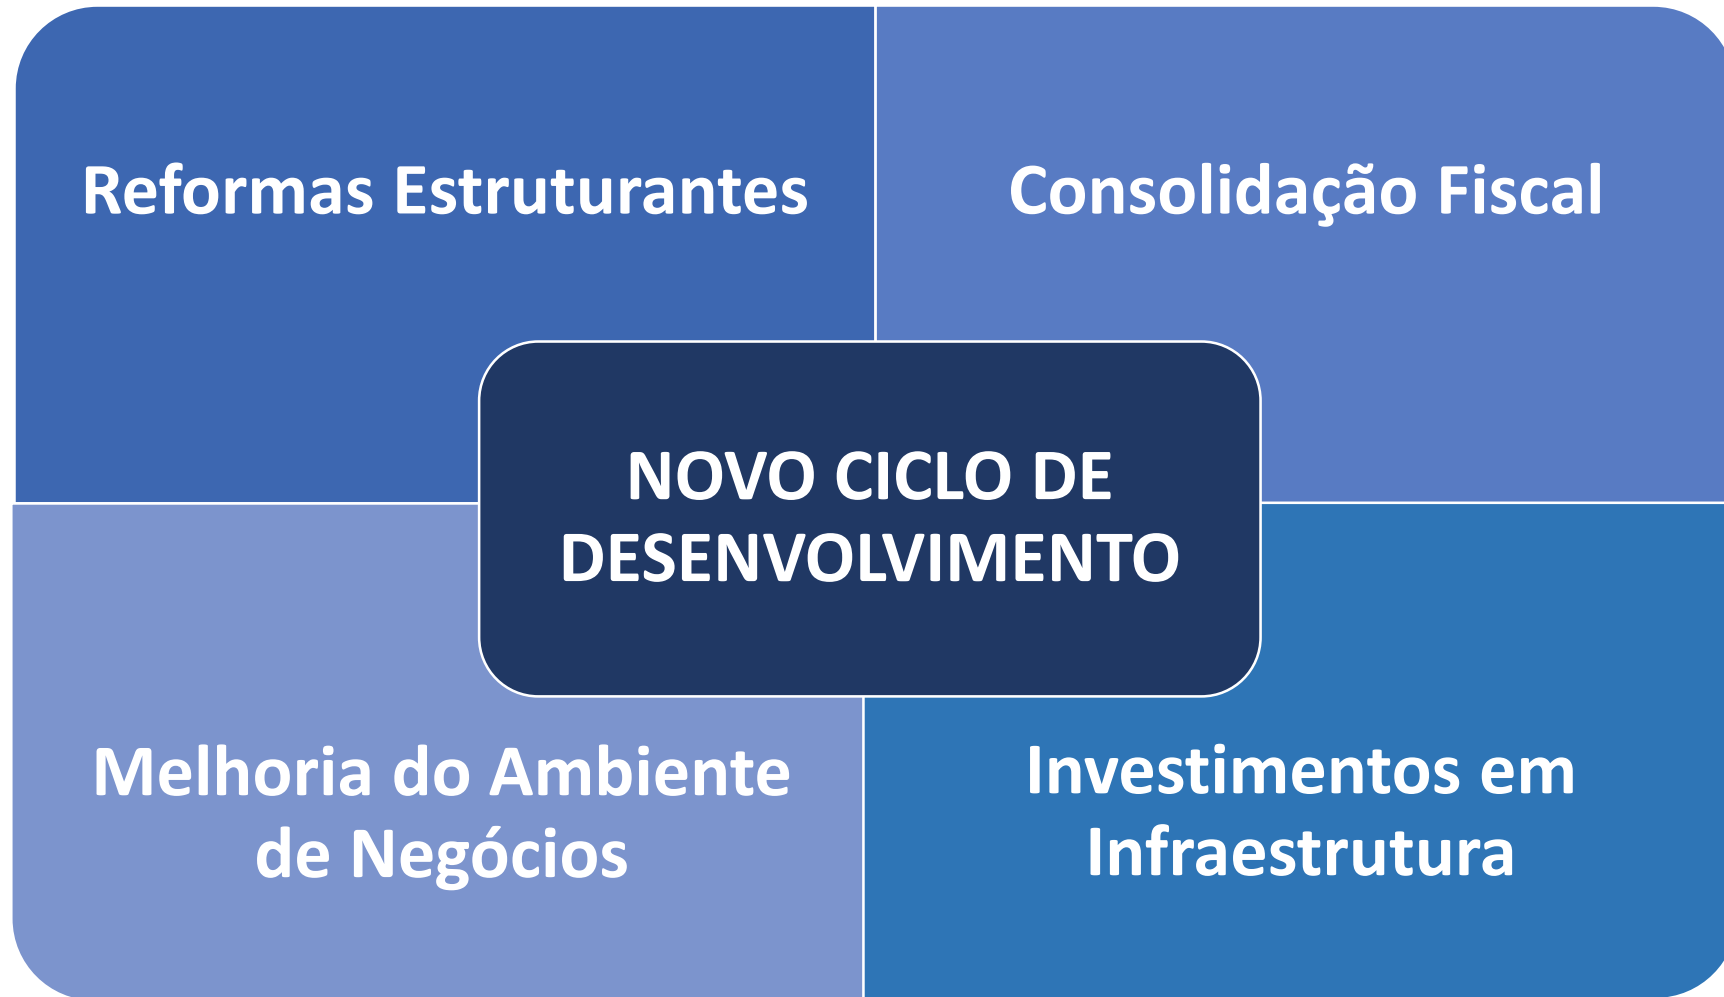 Reformas Estruturantes
Consolidação Fiscal
NOVO CICLO DE
DESENVOLVIMENTO
Melhoria do Ambiente
de Negócios
Investimentos em
Infraestrutura